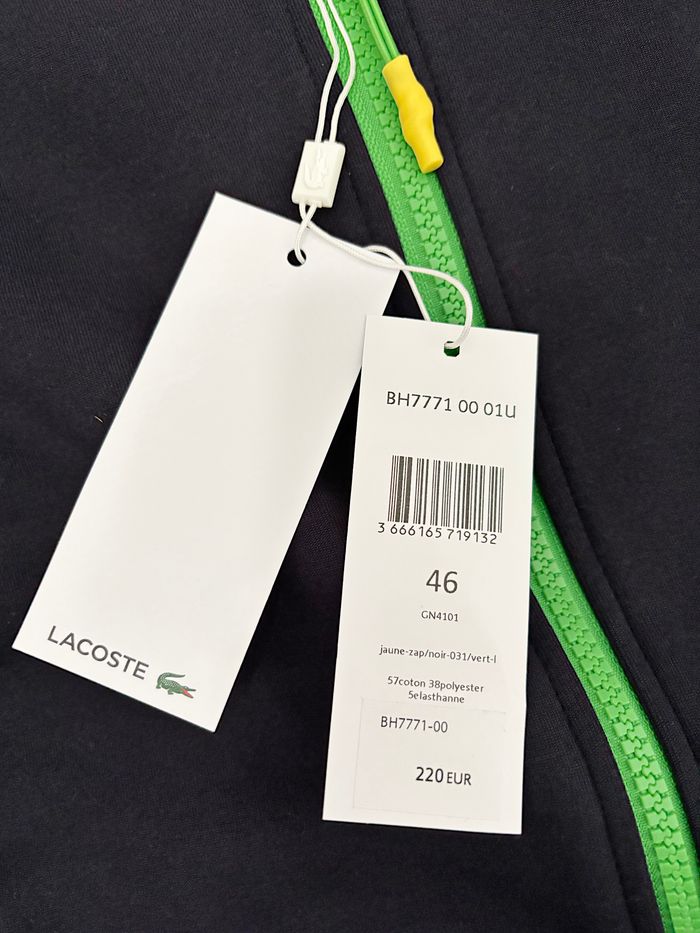 LACOSTE
BH7771 00 01U
3 666165 719132
46
GN4101
jaune-zap/noir-031/vert-l
57coton 38polyester
5elasthanne
BH7771-00
220 EUR